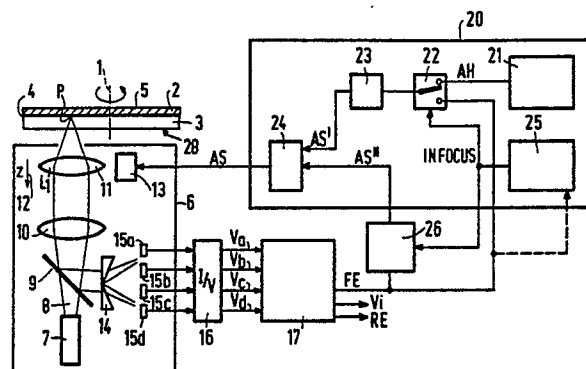 20
1
4 P 5 2
3
28
23 22 AH 21
24 AS' INFOCUS 25
AS AS"
z 12 i 11 13 6
10
26
9 15a Va
8 15b I/V Vb
15c Vc FE
7 14 15d 16 Vd 17 Vi
RE